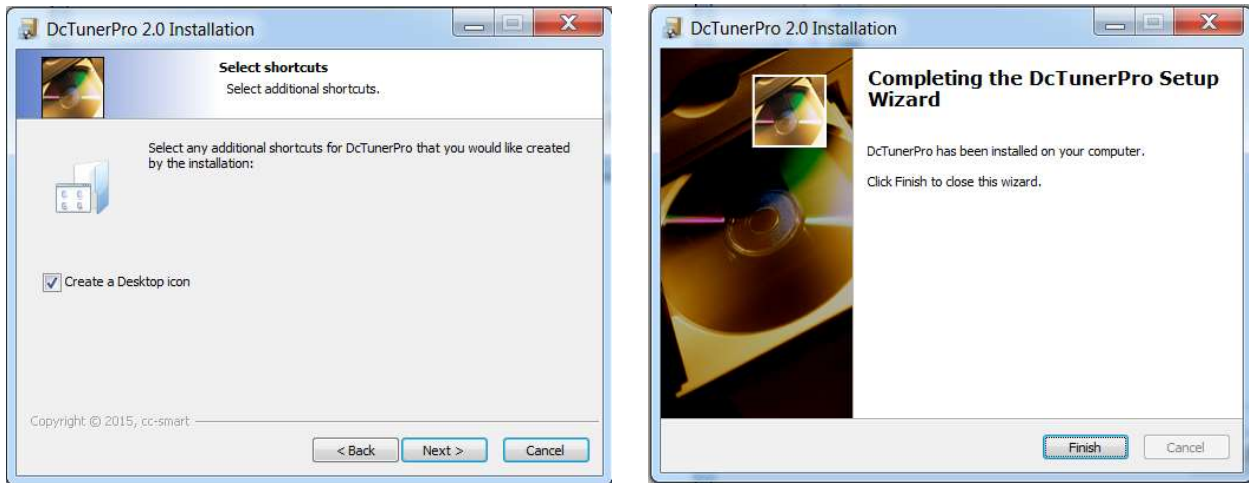 DcTunerPro 2.0 Installation
Select shortcuts
Select additional shortcuts.
Select any additional shortcuts for DcTunerPro that you would like created
by the installation:
Create a Desktop icon
Copyright © 2015, cc-smart
< Back
Next >
Cancel
DcTunerPro 2.0 Installation
Completing the DcTunerPro Setup
Wizard
DcTunerPro has been installed on your computer.
Click Finish to close this wizard.
Finish
Cancel